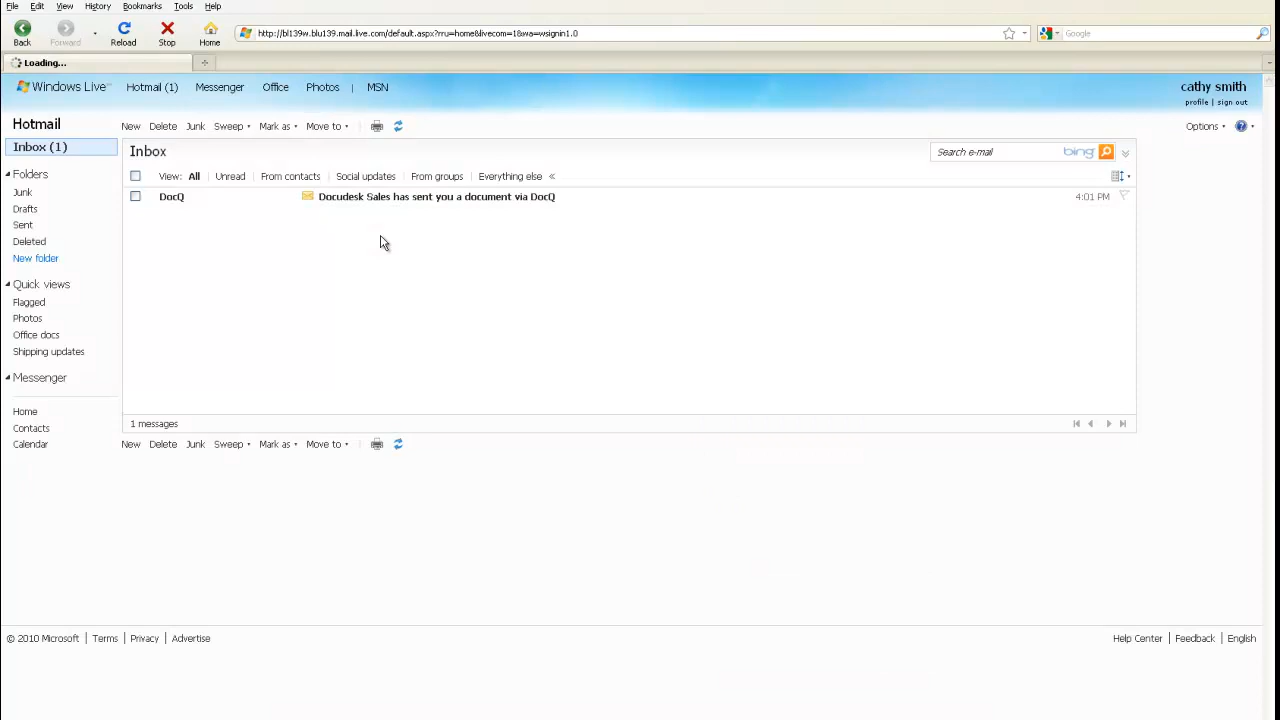 File Edit View History Bookmarks Tools Help
Back Forward Reload Stop Home http://bl139w.blu139.mail.live.com/default.aspx?rru=home&livecom=1&wa=wsignin1.0 Google
Loading...
Windows Live™ Hotmail (1) Messenger Office Photos | MSN cathy smith
profile | sign out
Hotmail New Delete Junk Sweep Mark as Move to Options
Inbox (1) Inbox Search e-mail bing
Folders View: All Unread From contacts Social updates From groups Everything else «
Junk DocQ Docudesk Sales has sent you a document via DocQ 4:01 PM
Drafts
Sent
Deleted
New folder
Quick views
Flagged
Photos
Office docs
Shipping updates
Messenger
Home
Contacts 1 messages
Calendar New Delete Junk Sweep Mark as Move to
© 2010 Microsoft | Terms | Privacy | Advertise Help Center | Feedback | English